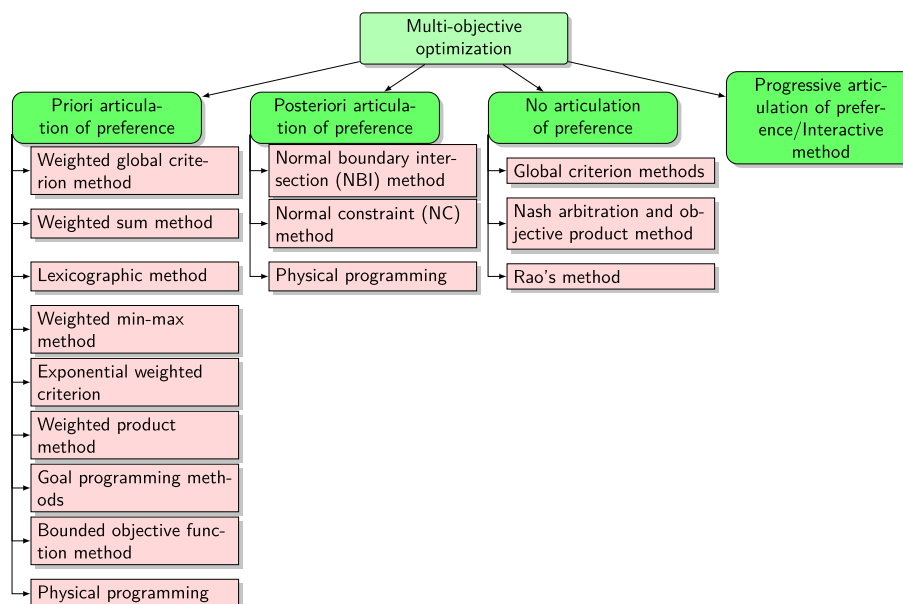 Multi-objective
optimization
Priori articula-
tion of preference
Posteriori articula-
tion of preference
No articulation
of preference
Progressive artic-
ulation of prefer-
ence/Interactive
method
Weighted global crite-
rion method
Weighted sum method
Lexicographic method
Weighted min-max
method
Exponential weighted
criterion
Weighted product
method
Goal programming meth-
ods
Bounded objective func-
tion method
Physical programming
Normal boundary inter-
section (NBI) method
Normal constraint (NC)
method
Physical programming
Global criterion methods
Nash arbitration and ob-
jective product method
Rao's method